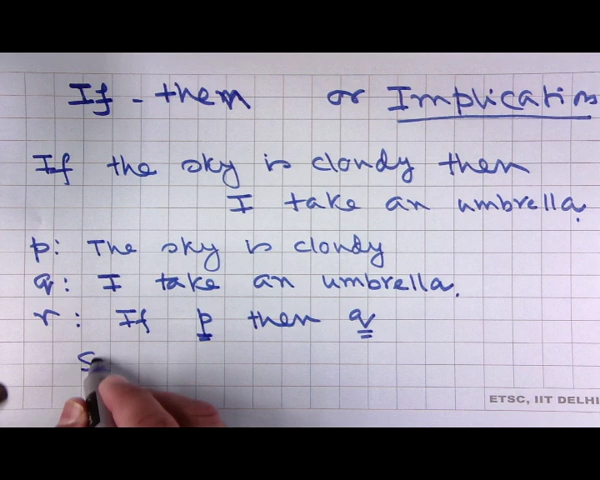 If - then or Implication
If the sky is cloudy then
I take an umbrella.
p: The sky is cloudy
q: I take an umbrella.
r: If p then q
S
ETSC, IIT DELHI